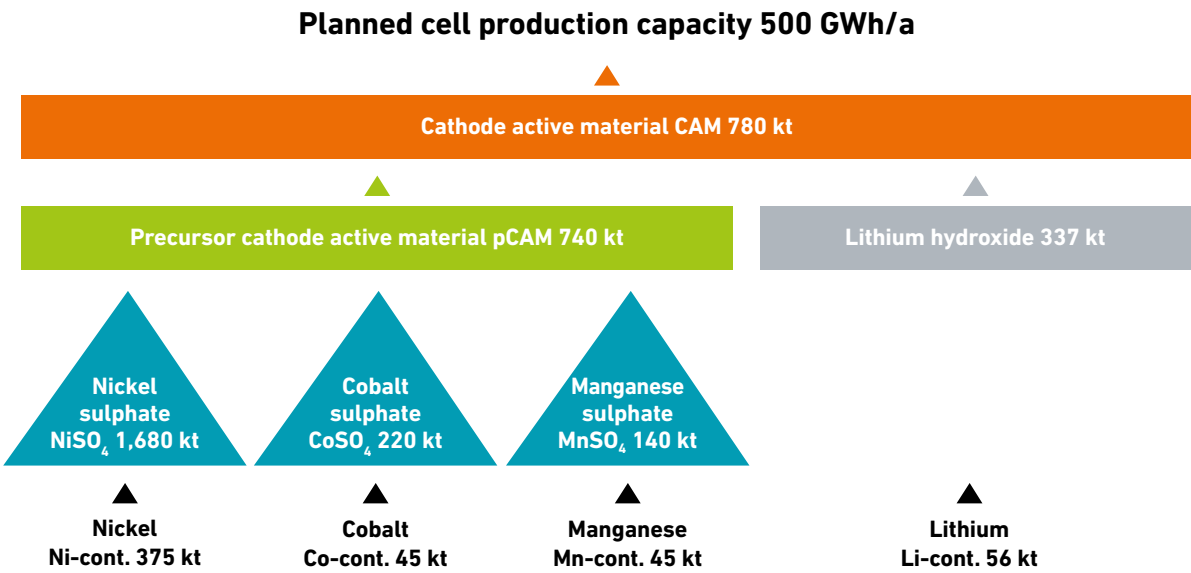 Planned cell production capacity 500 GWh/a
Cathode active material CAM 780 kt
Precursor cathode active material pCAM 740 kt
Lithium hydroxide 337 kt
Nickel
sulphate
NiSO₄ 1,680 kt
Cobalt
sulphate
CoSO₄ 220 kt
Manganese
sulphate
MnSO₄ 140 kt
Nickel
Ni-cont. 375 kt
Cobalt
Co-cont. 45 kt
Manganese
Mn-cont. 45 kt
Lithium
Li-cont. 56 kt